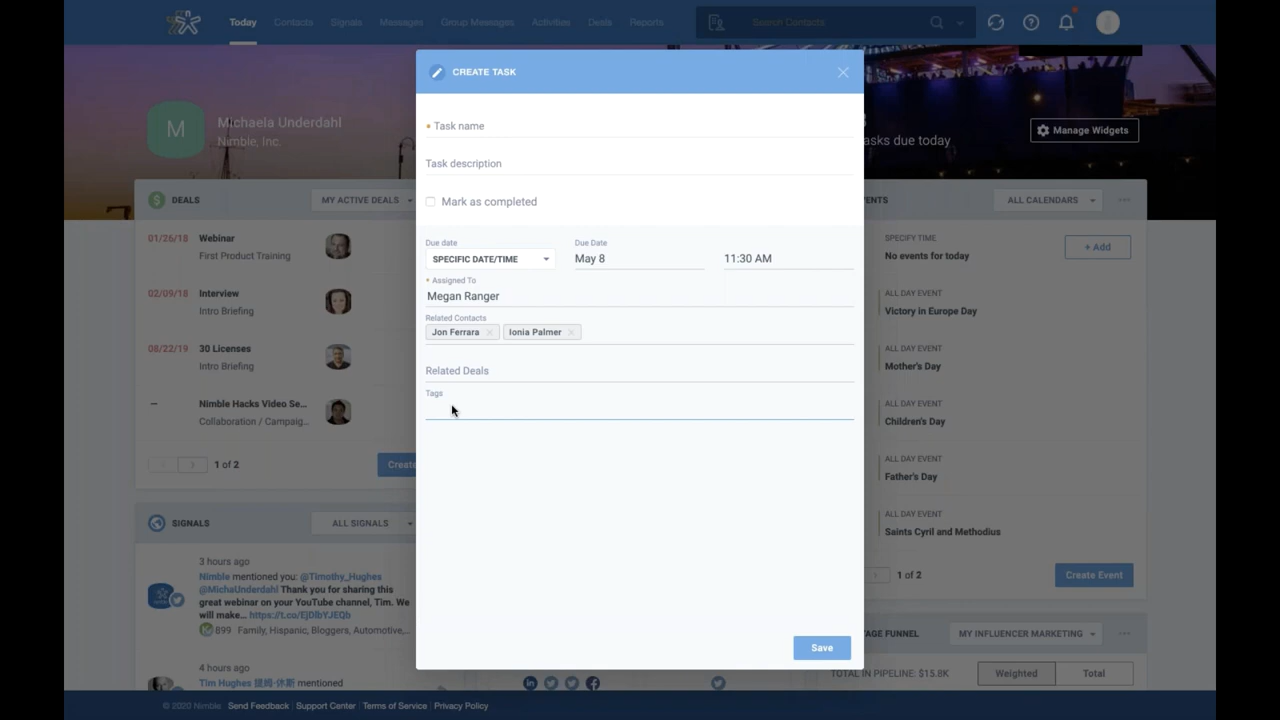 Today Contacts Signals Messages Group Messages Activities Deals Reports Search Contacts
CREATE TASK
M
Michaela Underdahl
Nimble, Inc.
asks due today
Manage Widgets
Task name
Task description
Mark as completed
Due date
SPECIFIC DATE/TIME
Due Date
May 8
11:30 AM
Assigned To
Megan Ranger
Related Contacts
Jon Ferrara
Ionia Palmer
Related Deals
Tags
Save
DEALS
MY ACTIVE DEALS
01/26/18 Webinar
First Product Training
02/09/18 Interview
Intro Briefing
08/22/19 30 Licenses
Intro Briefing
– Nimble Hacks Video Se...
Collaboration / Campaig...
1 of 2
Create
SIGNALS
ALL SIGNALS
3 hours ago
Nimble mentioned you: @Timothy_Hughes
@MichaUnderdahl Thank you for sharing this
great webinar on your YouTube channel, Tim. We
will make... https://t.co/EjDlbYJEQb
899 Family, Hispanic, Bloggers, Automotive,...
4 hours ago
mentioned
ENTS
ALL CALENDARS
SPECIFY TIME
No events for today
+ Add
ALL DAY EVENT
Victory in Europe Day
ALL DAY EVENT
Mother's Day
ALL DAY EVENT
Children's Day
ALL DAY EVENT
Father's Day
ALL DAY EVENT
Saints Cyril and Methodius
1 of 2
Create Event
AGE FUNNEL
MY INFLUENCER MARKETING
TOTAL IN PIPELINE: $15.8K
Weighted
Total
© 2020 Nimble Send Feedback | Support Center | Terms of Service | Privacy Policy